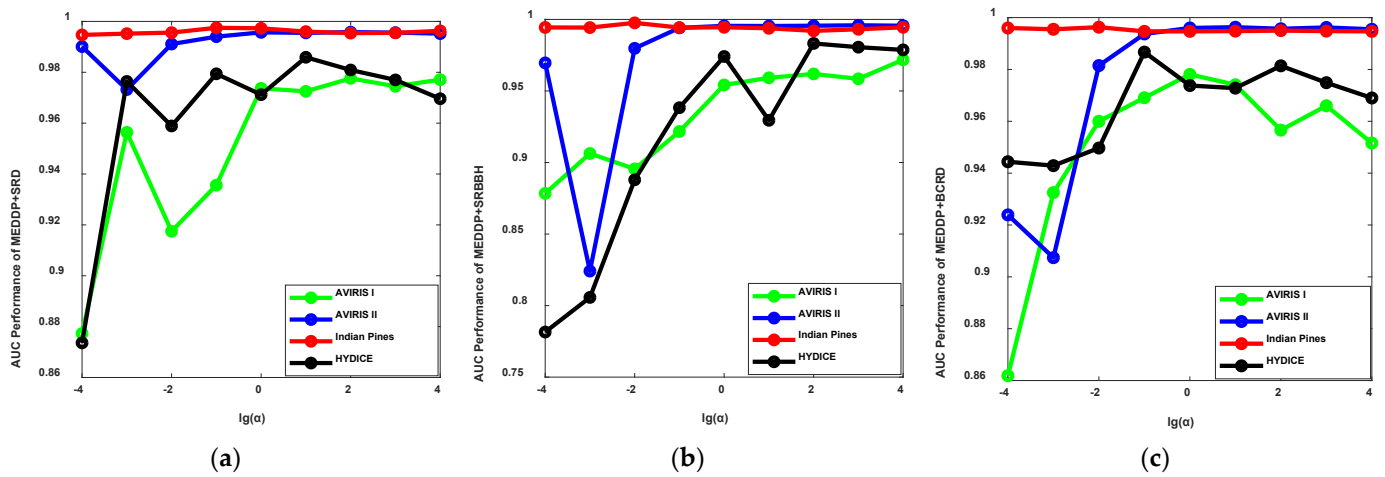 AUC Performance of MEDDP+SRD
1
0.98
0.96
0.94
0.92
0.9
0.88
0.86
-4
-2
0
2
4
lg(α)
AVIRIS I
AVIRIS II
Indian Pines
HYDICE
(a)
AUC Performance of MEDDP+SRBBH
1
0.95
0.9
0.85
0.8
0.75
-4
-2
0
2
4
lg(α)
AVIRIS I
AVIRIS II
Indian Pines
HYDICE
(b)
AUC Performance of MEDDP+BCRD
1
0.98
0.96
0.94
0.92
0.9
0.88
0.86
-4
-2
0
2
4
lg(α)
AVIRIS I
AVIRIS II
Indian Pines
HYDICE
(c)